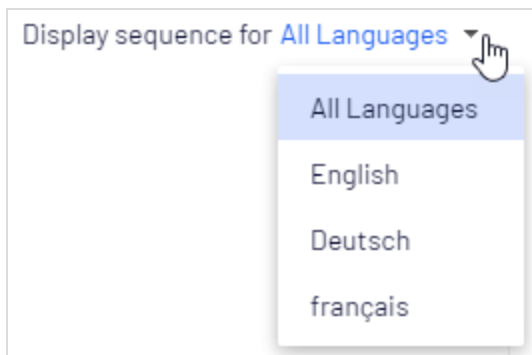 Display sequence for All Languages
All Languages
English
Deutsch
français